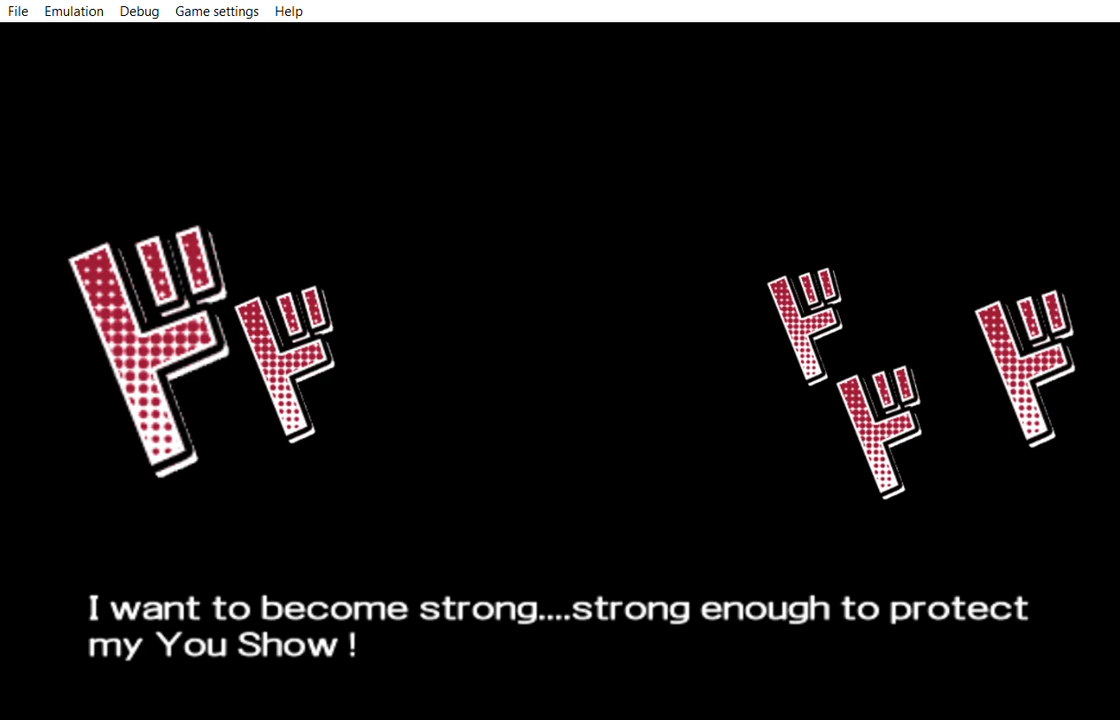 File Emulation Debug Game settings Help
ド
ド
ド
ド
ド
I want to become strong....strong enough to protect
my You Show !